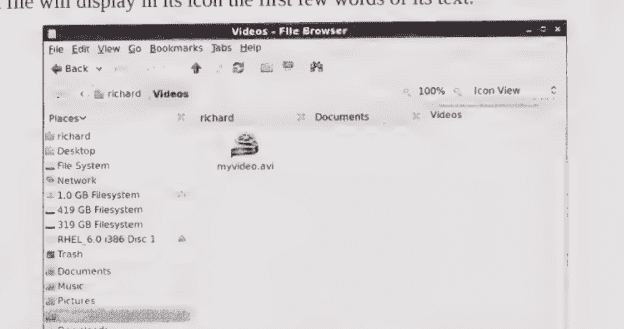 file will display in its icon the first few words of its text.
Videos - File Browser
File Edit View Go Bookmarks Tabs Help
Back
richard Videos 100% Icon View
Places richard Documents Videos
richard
Desktop
File System
myvideo.avi
Network
1.0 GB Filesystem
419 GB Filesystem
319 GB Filesystem
RHEL_6.0 i386 Disc 1
Trash
Documents
Music
Pictures
Downloads